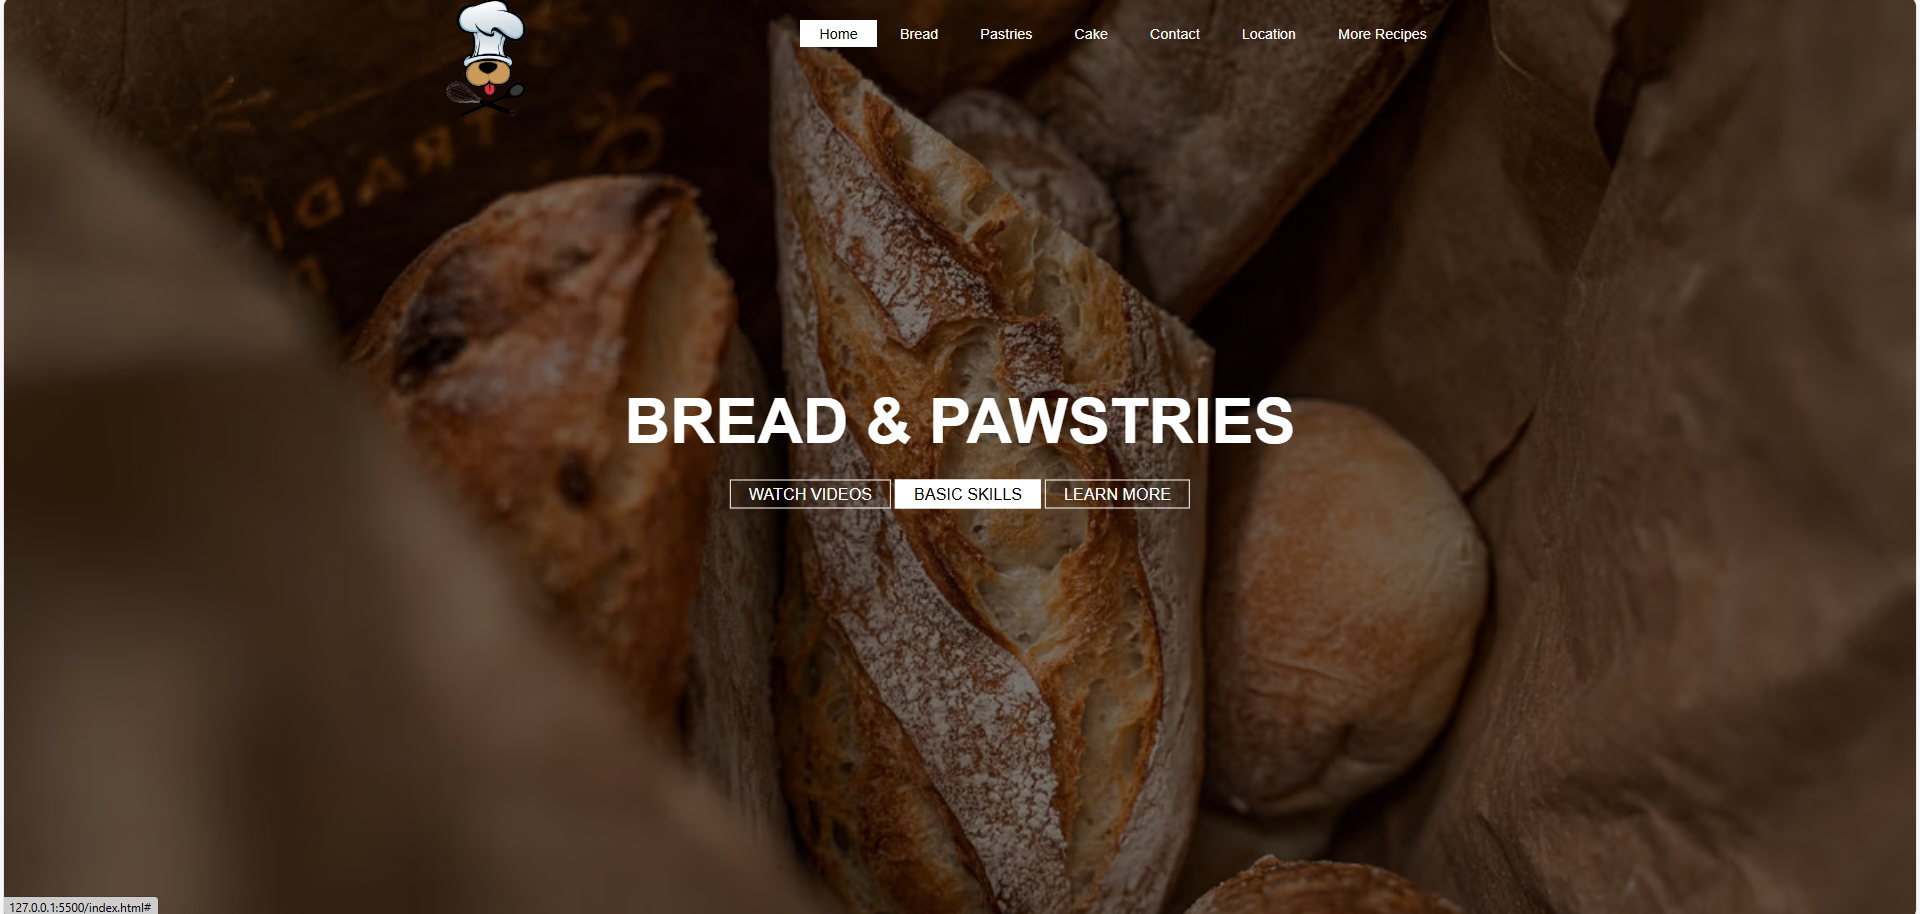 Home Bread Pastries Cake Contact Location More Recipes
BREAD & PAWSTRIES
WATCH VIDEOS BASIC SKILLS LEARN MORE
127.0.0.1:5500/index.html#